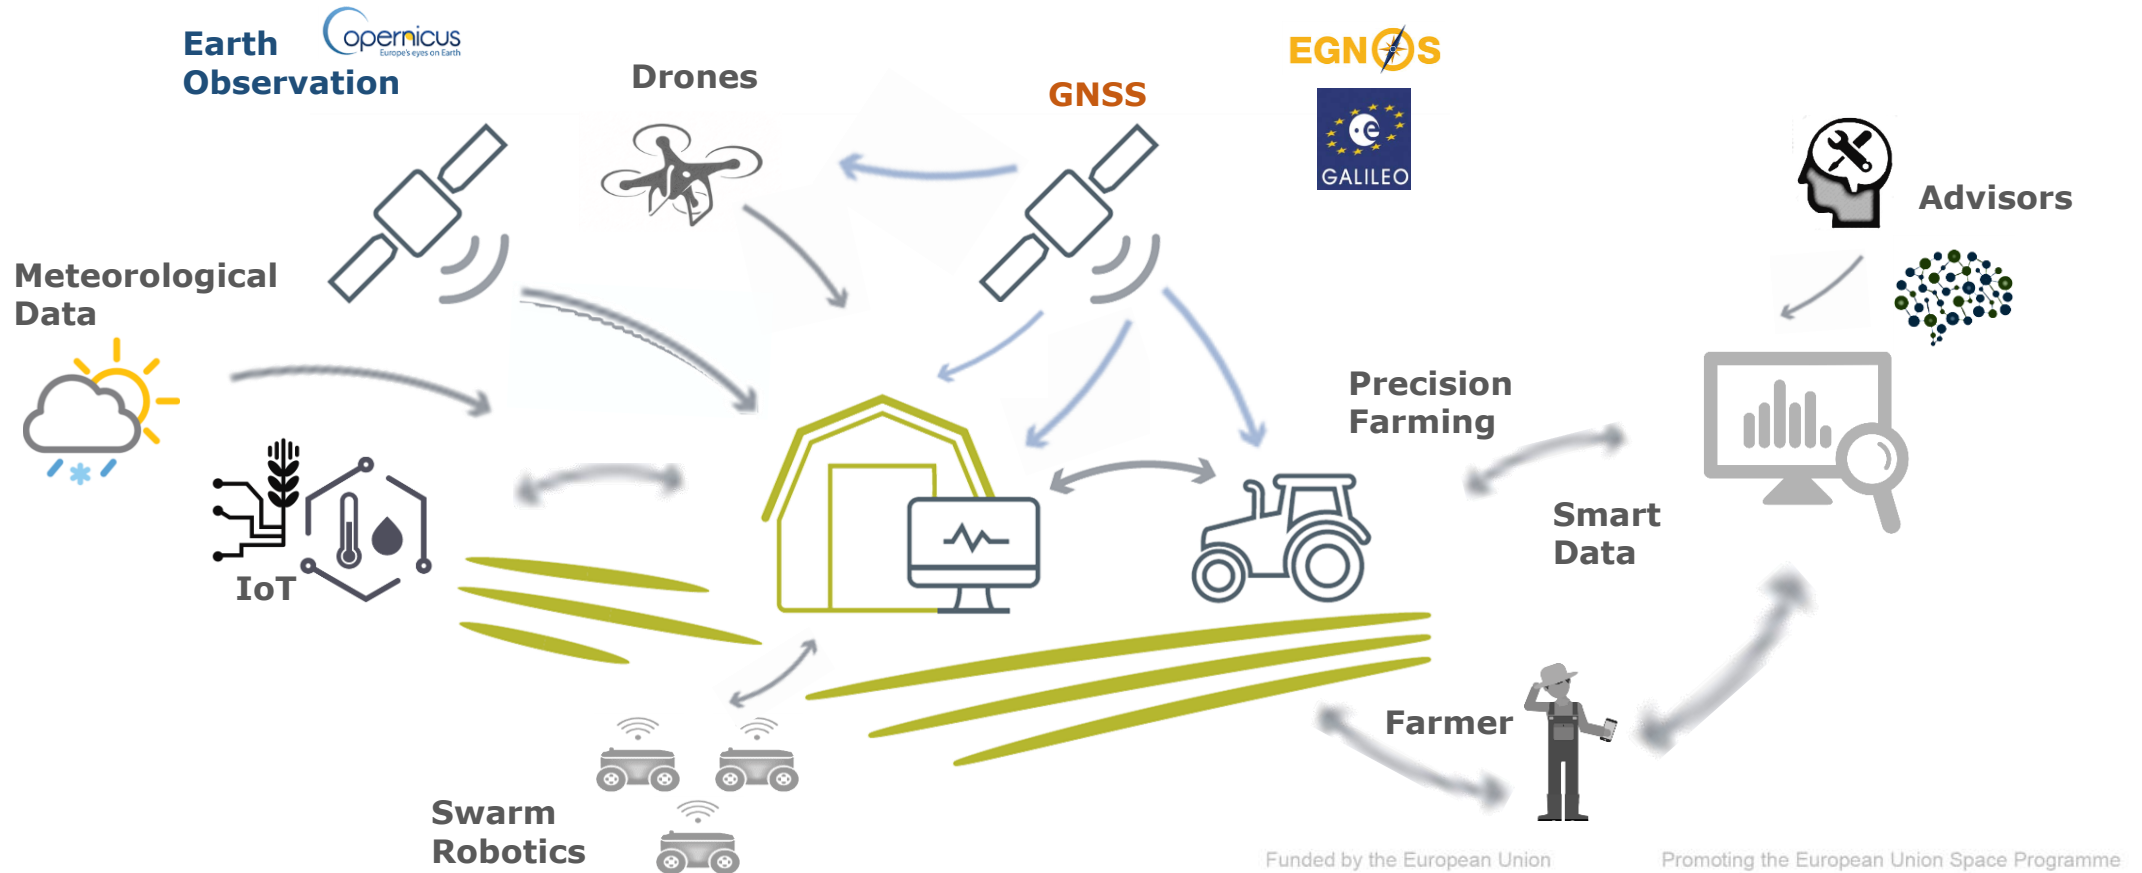 Earth
Observation
Copernicus
Europe's eyes on Earth
Drones
GNSS
EGNOS
GALILEO
Advisors
Meteorological
Data
Precision
Farming
Smart
Data
IoT
Farmer
Swarm
Robotics
Funded by the European Union
Promoting the European Union Space Programme